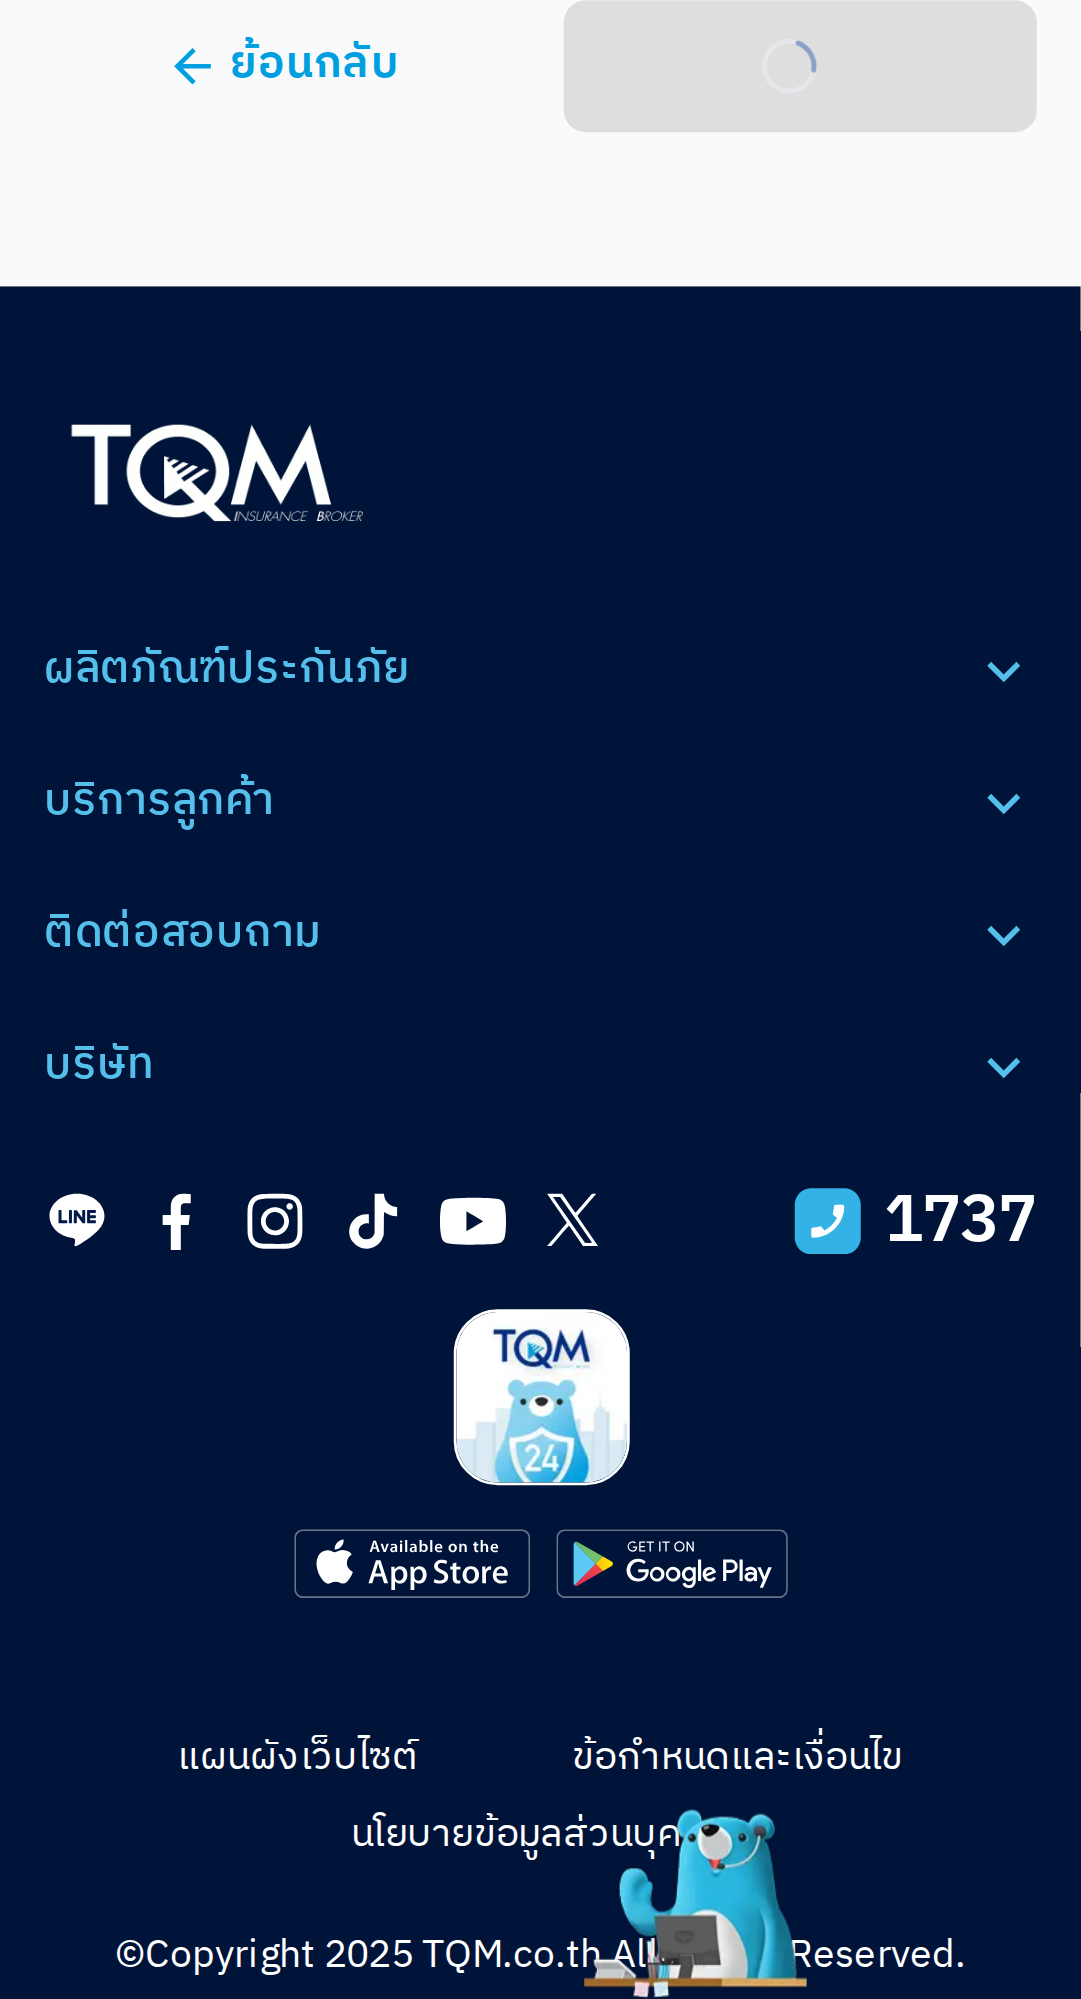 ย้อนกลับ
TQM
INSURANCE BROKER
ผลิตภัณฑ์ประกันภัย
บริการลูกค้า
ติดต่อสอบถาม
บริษัท
LINE
1737
TQM
24
Available on the
App Store
GET IT ON
Google Play
แผนผังเว็บไซต์
ข้อกำหนดและเงื่อนไข
นโยบายข้อมูลส่วนบุค
©Copyright 2025 TQM.co.th All Reserved.